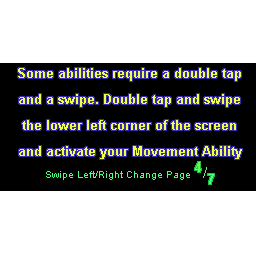 Some abilities require a double tap
and a swipe. Double tap and swipe
the lower left corner of the screen
and activate your Movement Ability
Swipe Left/Right Change Page 4/7